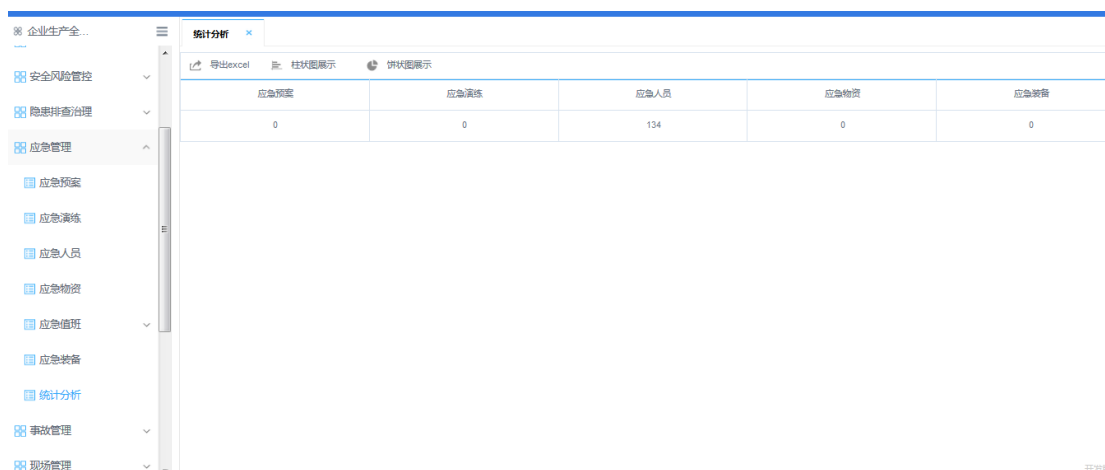 企业生产全...
统计分析 ×
导出excel 柱状图展示 饼状图展示
安全风险管控
隐患排查治理
应急管理
应急预案
应急演练
应急人员
应急物资
应急值班
应急装备
统计分析
事故管理
现场管理
应急预案 应急演练 应急人员 应急物资 应急装备
0 0 134 0 0